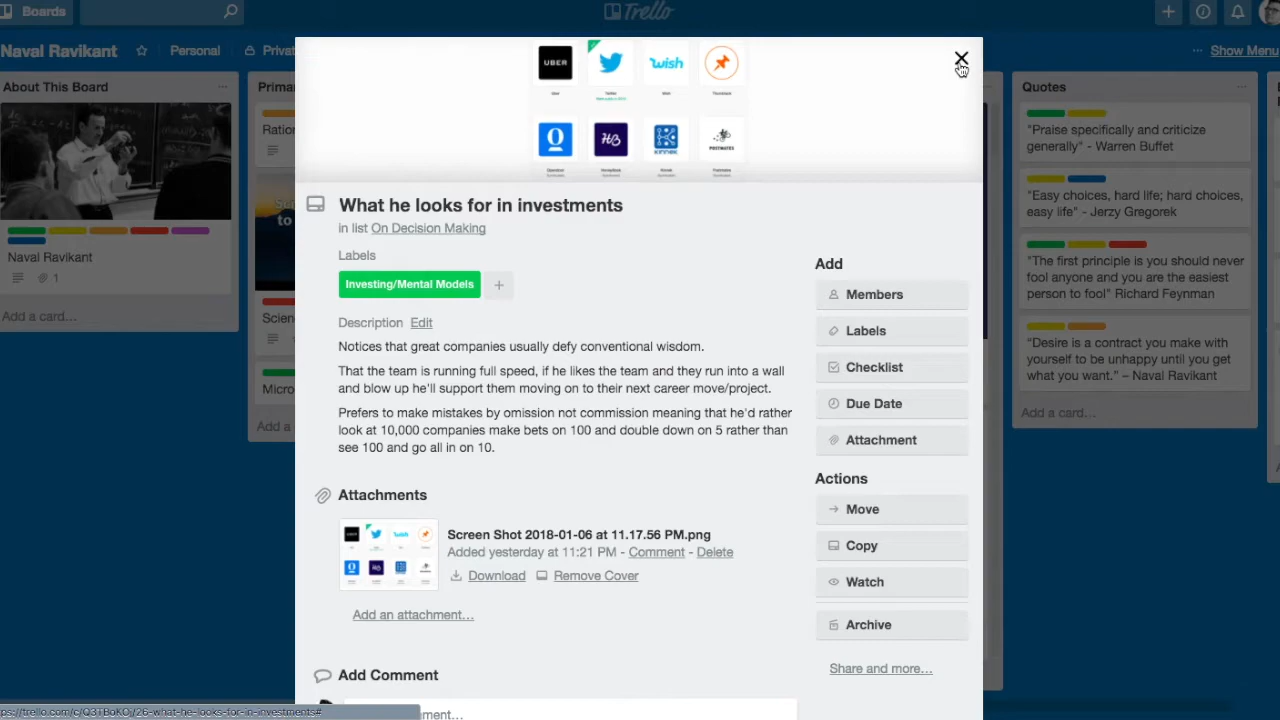 Boards
Trello
Naval Ravikant
Personal
Show Menu
About This Board
Naval Ravikant
1
Add a card…
Add a
UBER
wish
HB
KINNEK
POSTMATES
What he looks for in investments
in list On Decision Making
Labels
Investing/Mental Models
Description Edit
Notices that great companies usually defy conventional wisdom.
That the team is running full speed, if he likes the team and they run into a wall
and blow up he'll support them moving on to their next career move/project.
Prefers to make mistakes by omission not commission meaning that he'd rather
look at 10,000 companies make bets on 100 and double down on 5 rather than
see 100 and go all in on 10.
Attachments
Screen Shot 2018-01-06 at 11.17.56 PM.png
Added yesterday at 11:21 PM - Comment - Delete
Download Remove Cover
Add an attachment…
Add Comment
Add
Members
Labels
Checklist
Due Date
Attachment
Actions
Move
Copy
Watch
Archive
Share and more…
Quotes
"Praise specifically and criticize
generally" - Warren Buffet
"Easy choices, hard life; hard choices,
easy life" - Jerzy Gregorek
"The first principle is you should never
fool anyone and you are the easiest
person to fool" Richard Feynman
"Desire is a contract you make with
yourself to be unhappy until you get
what you want." – Naval Ravikant
Add a card…